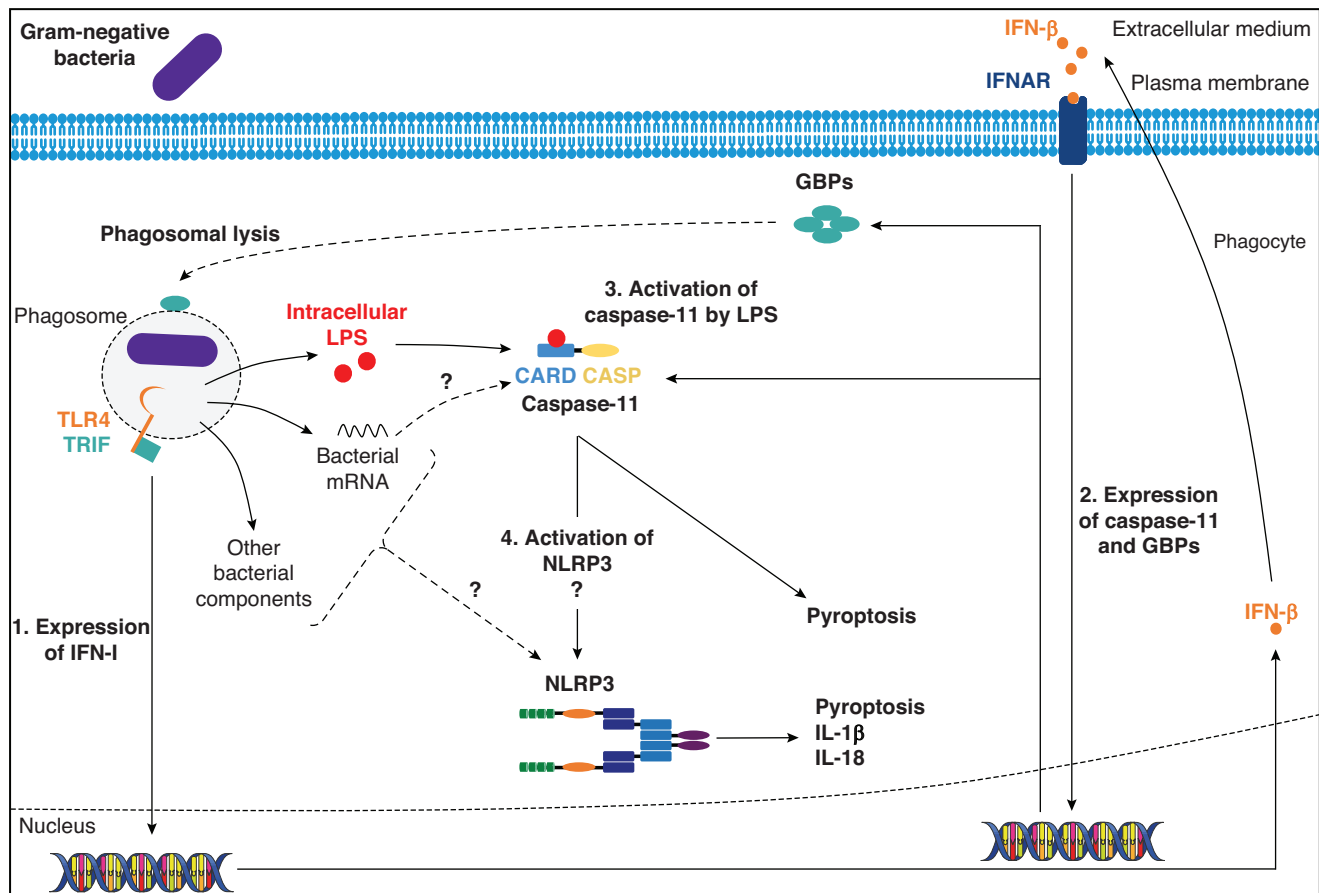 Gram-negative
bacteria
IFN-β
Extracellular medium
IFNAR
Plasma membrane
GBPs
Phagosomal lysis
Phagocyte
Phagosome
Intracellular
LPS
3. Activation of
caspase-11 by LPS
?
CARD CASP
Caspase-11
TLR4
TRIF
Bacterial
mRNA
2. Expression
of caspase-11
and GBPs
4. Activation of
NLRP3
?
Other
bacterial
components
?
Pyroptosis
IFN-β
1. Expression
of IFN-I
NLRP3
Pyroptosis
IL-1β
IL-18
Nucleus